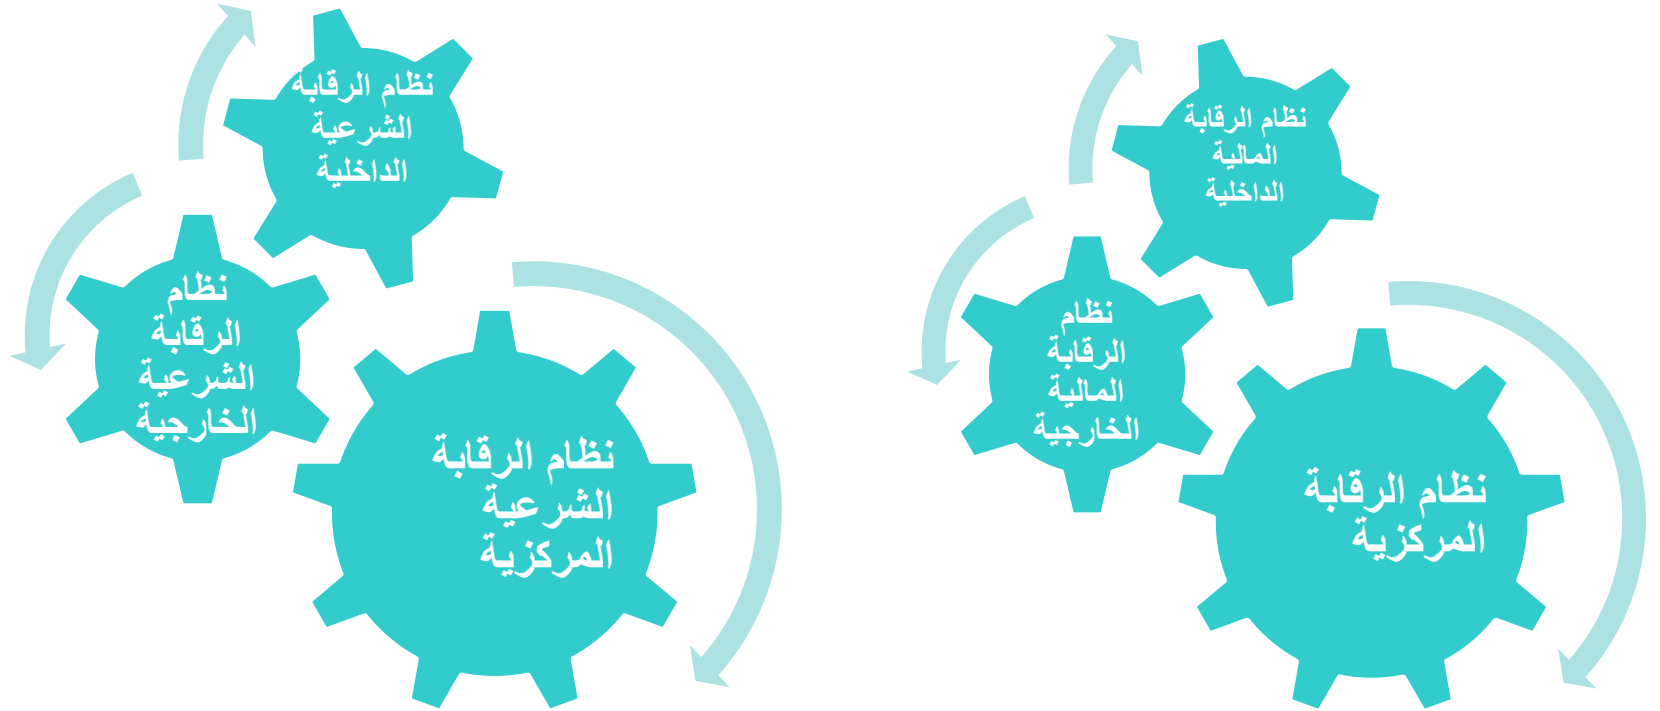 نظام الرقابة
المالية
الداخلية
نظام
الرقابة
المالية
الخارجية
نظام الرقابة
المركزية
نظام الرقابة
الشرعية
الداخلية
نظام
الرقابة
الشرعية
الخارجية
نظام الرقابة
الشرعية
المركزية